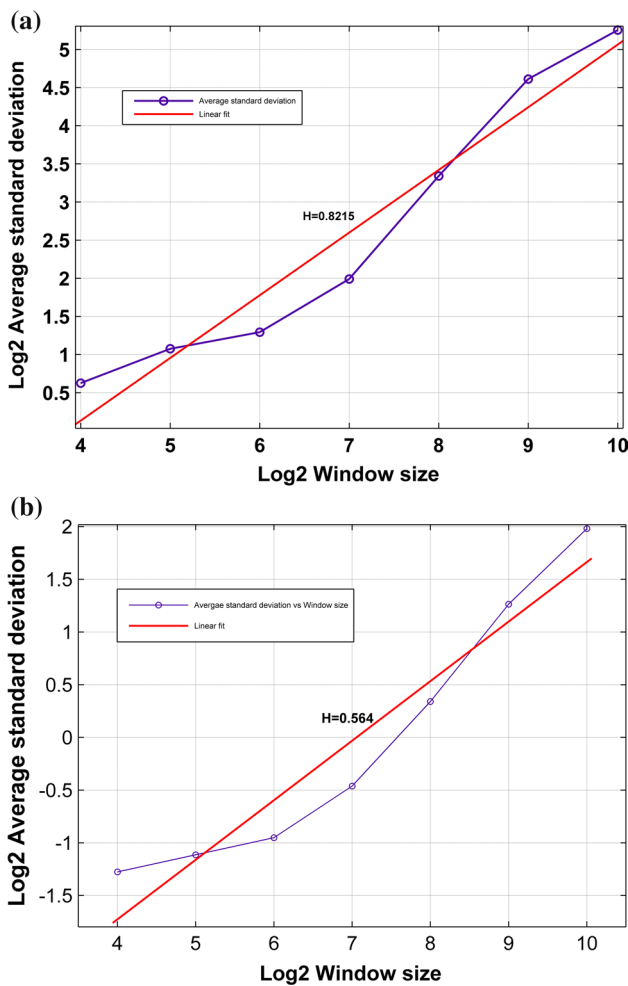 (a)
Log2 Average standard deviation
5
4.5
4
3.5
3
2.5
2
1.5
1
0.5
Average standard deviation
Linear fit
H=0.8215
4 5 6 7 8 9 10
Log2 Window size
(b)
Log2 Average standard deviation
2
1.5
1
0.5
0
-0.5
-1
-1.5
Avergae standard deviation vs Window size
Linear fit
H=0.564
4 5 6 7 8 9 10
Log2 Window size